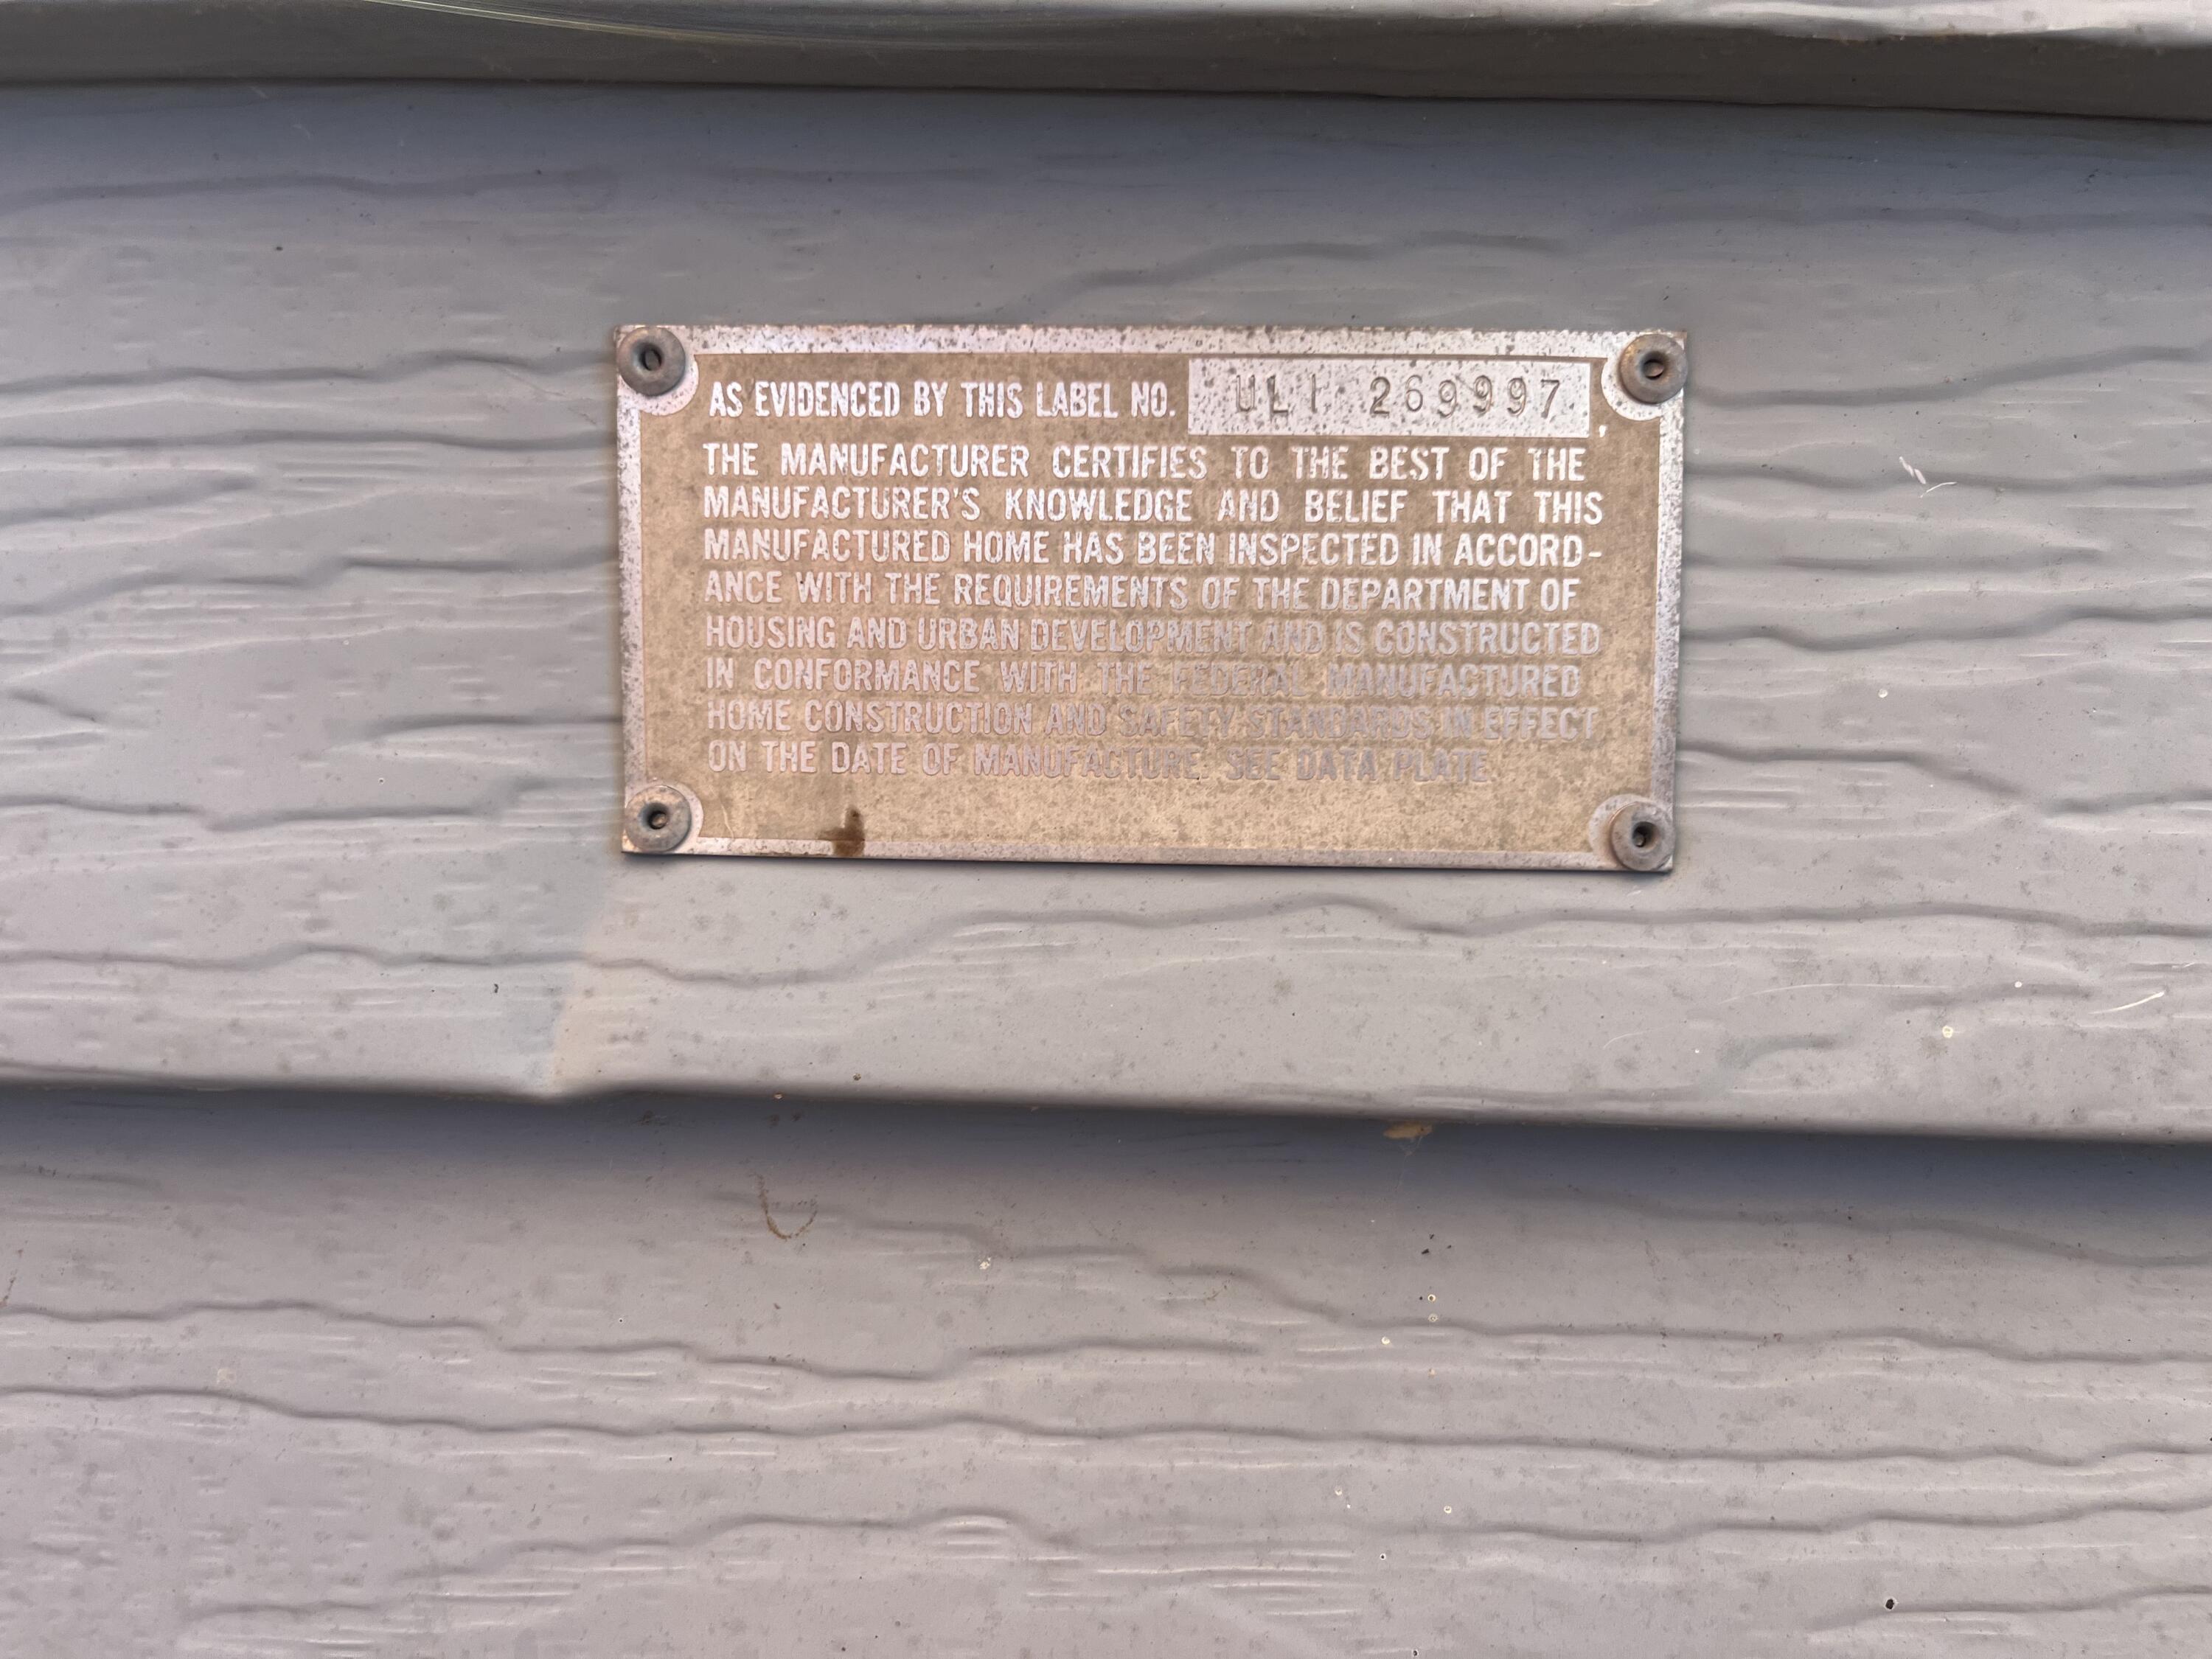 AS EVIDENCED BY THIS LABEL NO. ULI 269997,
THE MANUFACTURER CERTIFIES TO THE BEST OF THE
MANUFACTURER'S KNOWLEDGE AND BELIEF THAT THIS
MANUFACTURED HOME HAS BEEN INSPECTED IN ACCORD-
ANCE WITH THE REQUIREMENTS OF THE DEPARTMENT OF
HOUSING AND URBAN DEVELOPMENT AND IS CONSTRUCTED
IN CONFORMANCE WITH THE FEDERAL MANUFACTURED
HOME CONSTRUCTION AND SAFETY STANDARDS IN EFFECT
ON THE DATE OF MANUFACTURE. SEE DATA PLATE